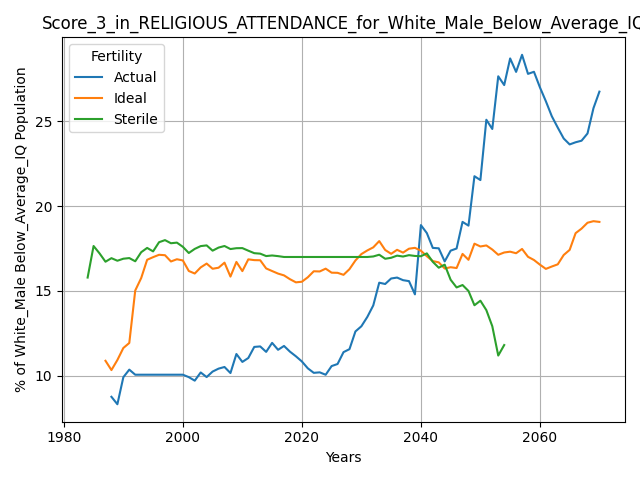 Score_3_in_RELIGIOUS_ATTENDANCE_for_White_Male_Below_Average_IQ
Fertility
Actual
Ideal
Sterile
% of White_Male Below_Average_IQ Population
25
20
15
10
1980
2000
2020
2040
2060
Years